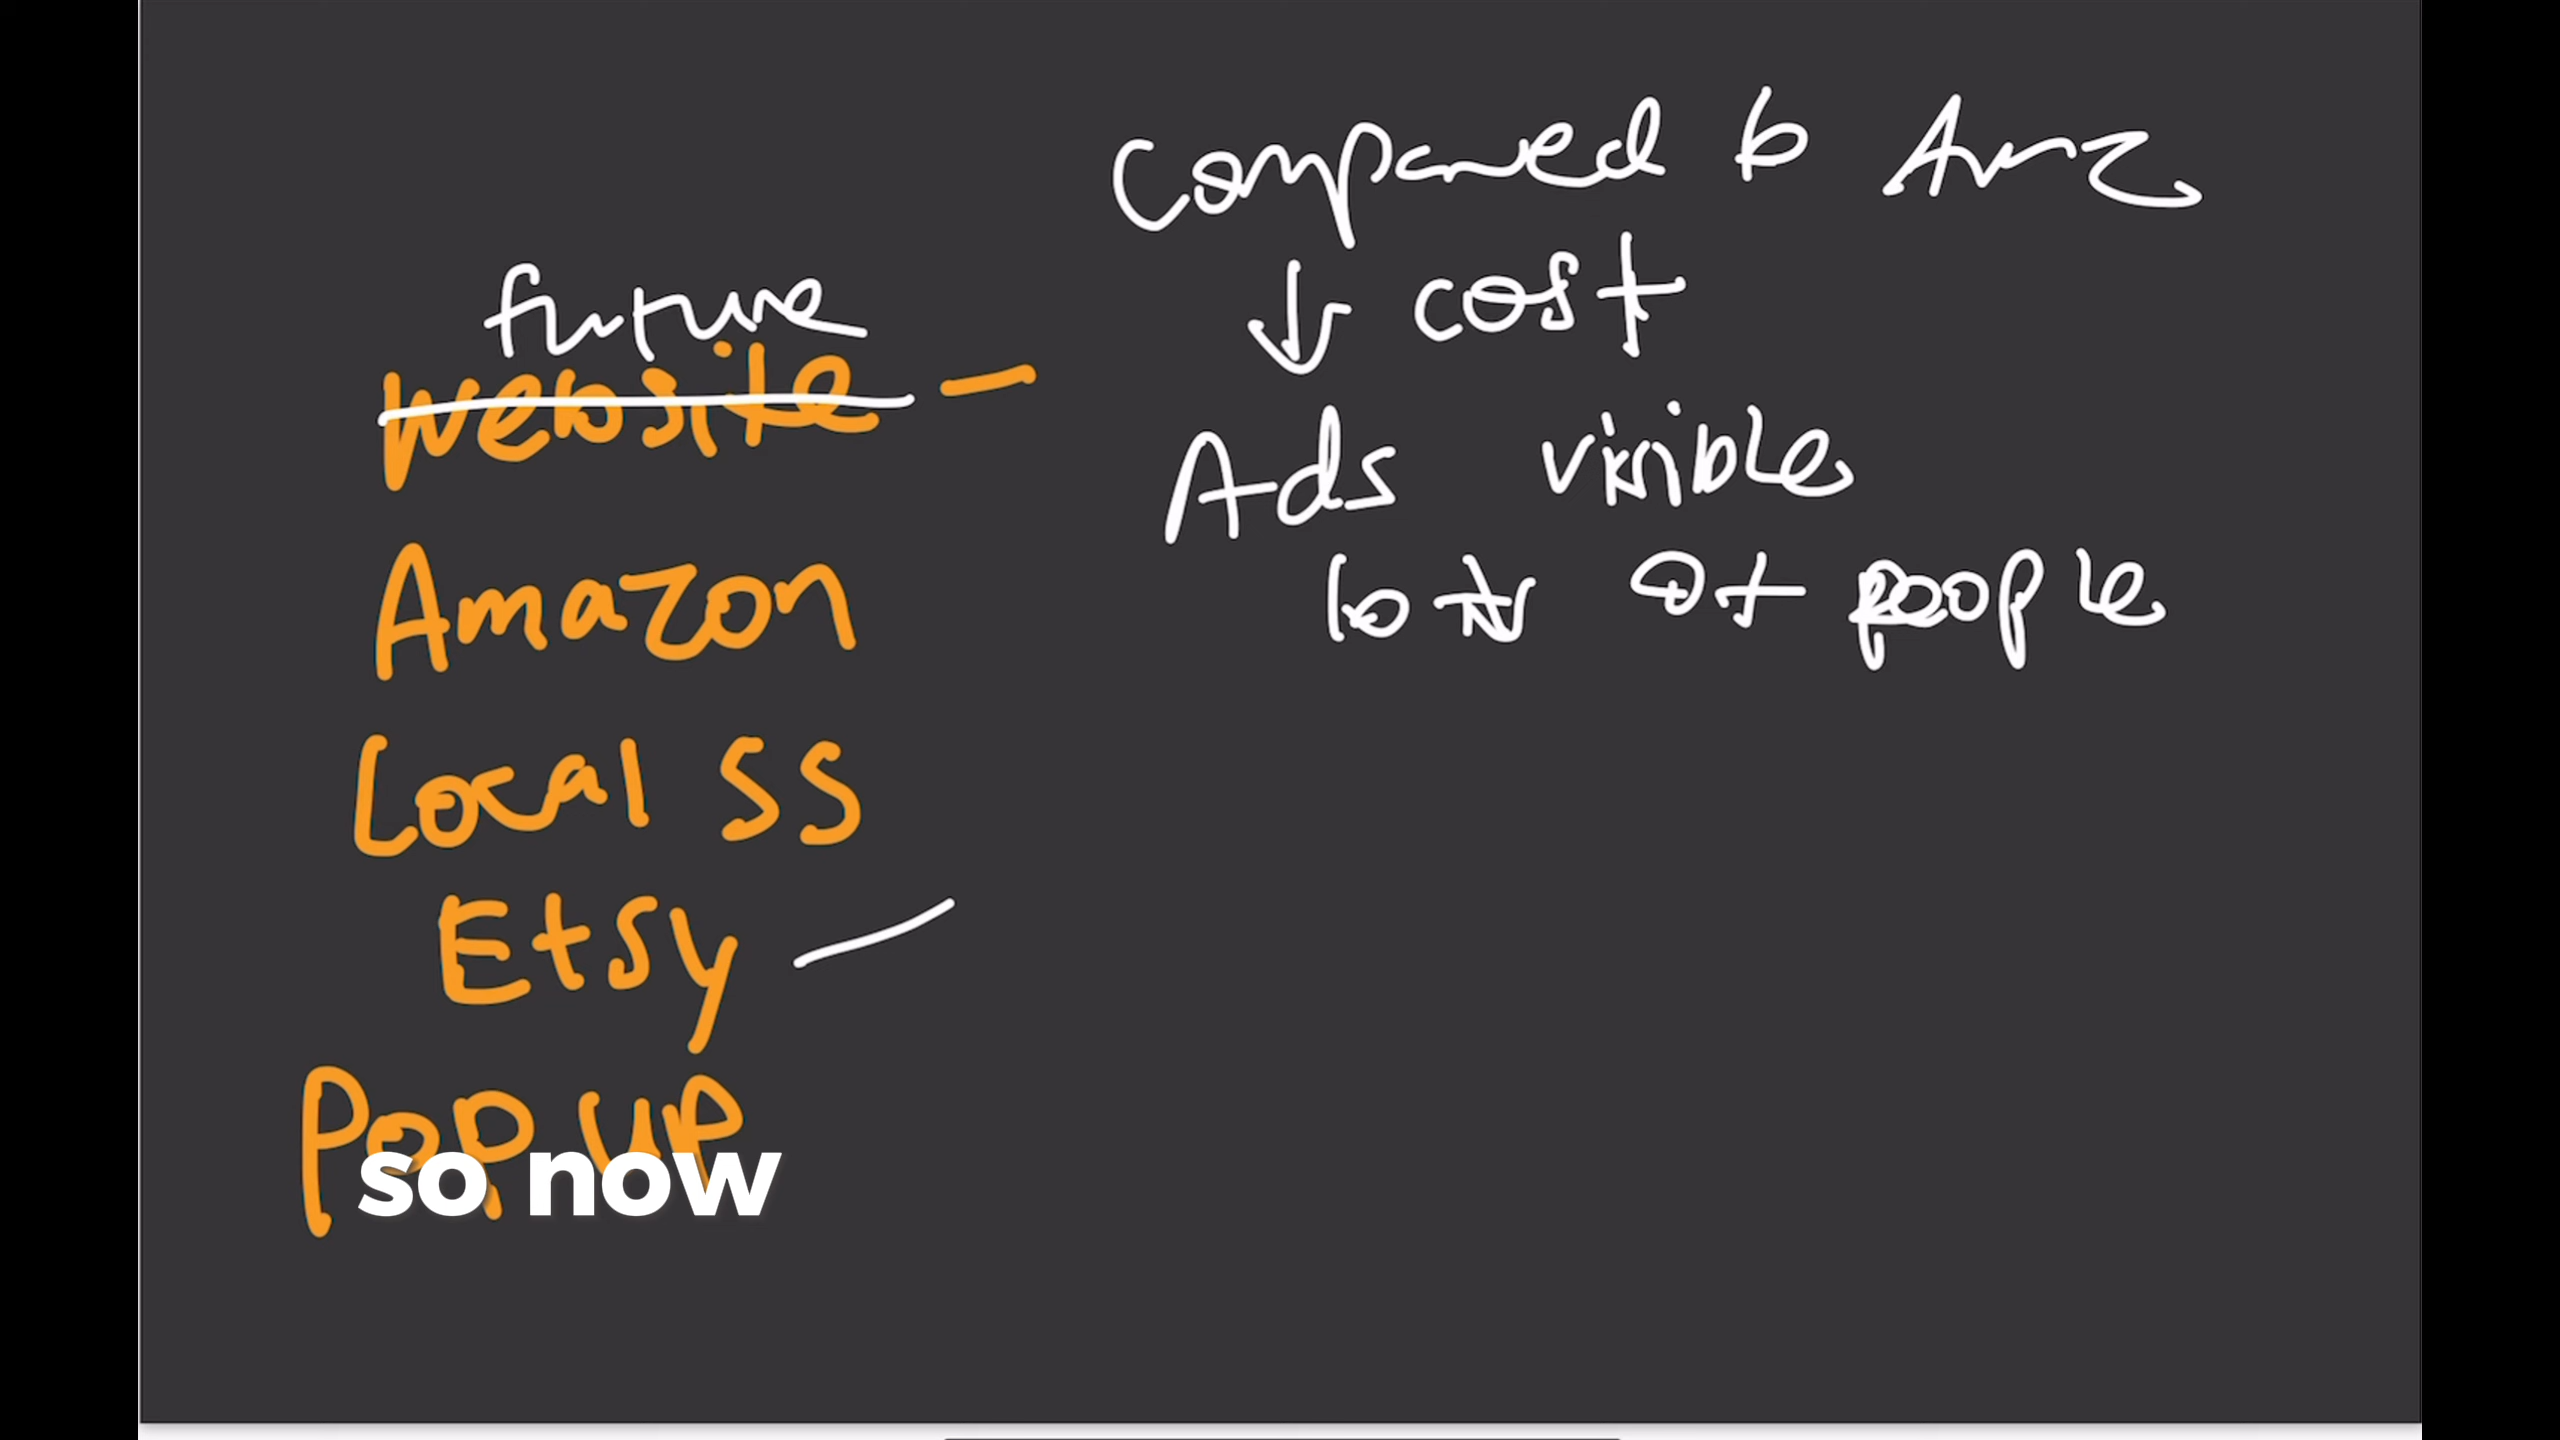 future
website –
Amazon
Local SS
Etsy –
Pop up
so now
compared to Amz
↓ cost
Ads visible
lots of people